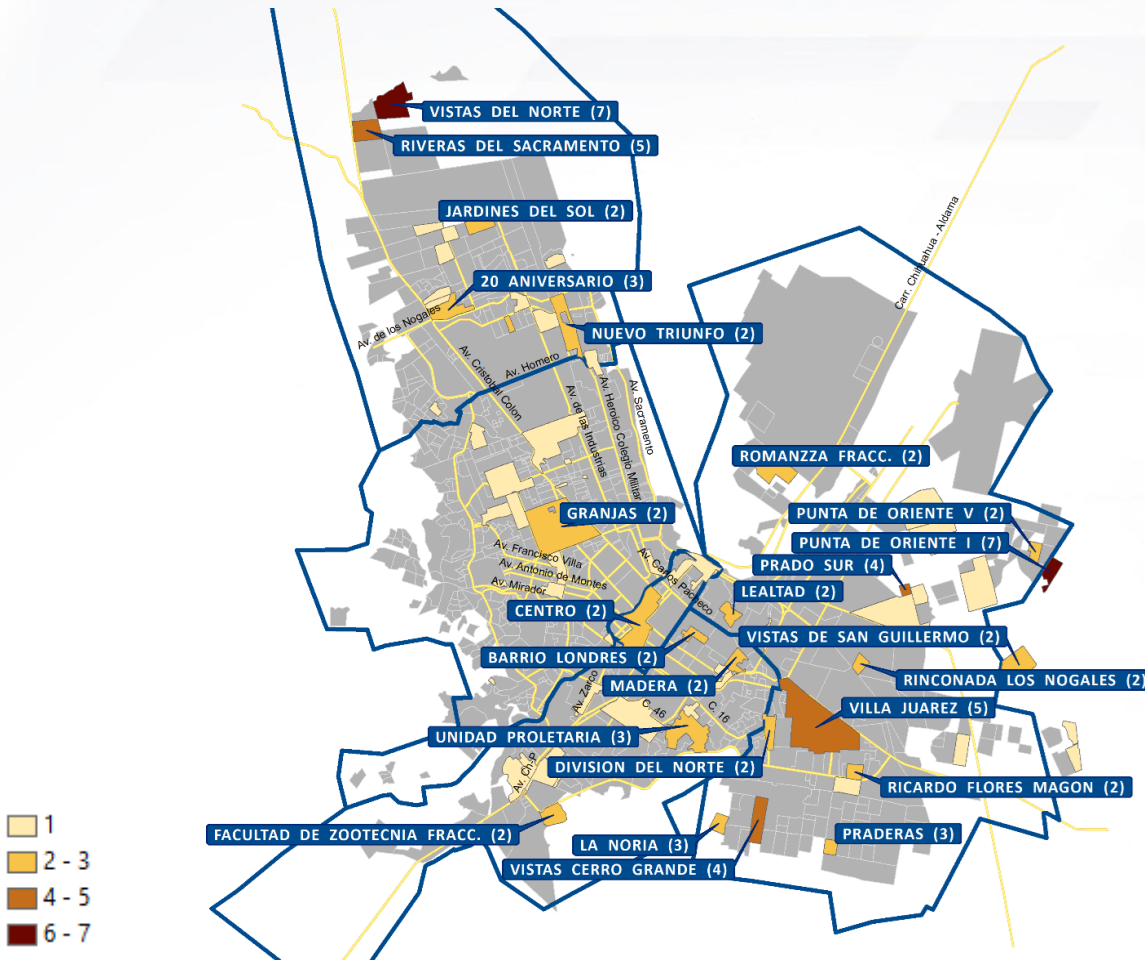 VISTAS DEL NORTE (7)
RIVERAS DEL SACRAMENTO (5)
JARDINES DEL SOL (2)
Carr. Chihuahua - Aldama
20 ANIVERSARIO (3)
Av. de los Nogales
NUEVO TRIUNFO (2)
Av. Cristobal Colon
Av. Homero
Av. de las Industrias
Av. Heroico Colegio Militar
Av. Sacramento
ROMANZZA FRACC. (2)
GRANJAS (2)
PUNTA DE ORIENTE V (2)
PUNTA DE ORIENTE I (7)
Av. Francisco Villa
Av. Carlos Pacheco
PRADO SUR (4)
Av. Antonio de Montes
Av. Mirador
LEALTAD (2)
CENTRO (2)
VISTAS DE SAN GUILLERMO (2)
BARRIO LONDRES (2)
RINCONADA LOS NOGALES (2)
MADERA (2)
Av. Zarco
C. 46
C. 16
VILLA JUAREZ (5)
UNIDAD PROLETARIA (3)
DIVISION DEL NORTE (2)
Av. Ch-P
RICARDO FLORES MAGON (2)
FACULTAD DE ZOOTECNIA FRACC. (2)
PRADERAS (3)
LA NORIA (3)
VISTAS CERRO GRANDE (4)
1
2 - 3
4 - 5
6 - 7